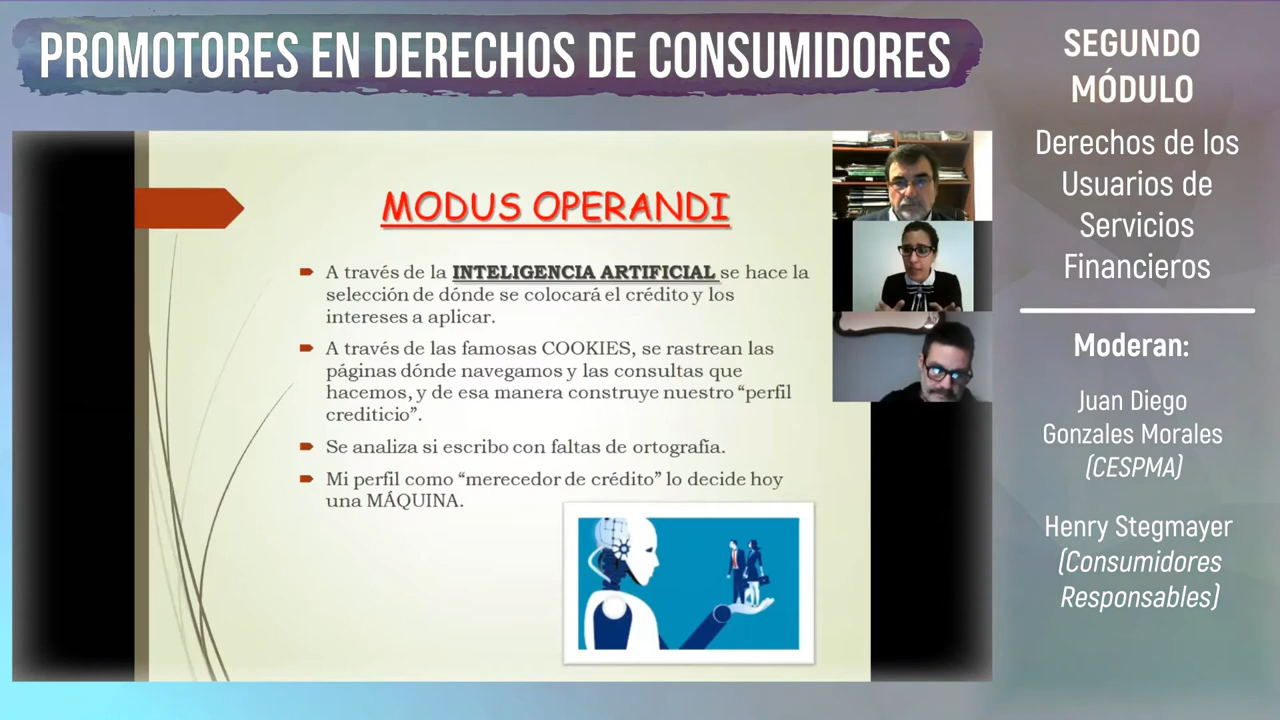 PROMOTORES EN DERECHOS DE CONSUMIDORES
MODUS OPERANDI
A través de la INTELIGENCIA ARTIFICIAL se hace la
selección de dónde se colocará el crédito y los
intereses a aplicar.
A través de las famosas COOKIES, se rastrean las
páginas dónde navegamos y las consultas que
hacemos, y de esa manera construye nuestro “perfil
crediticio”.
Se analiza si escribo con faltas de ortografía.
Mi perfil como “merecedor de crédito” lo decide hoy
una MÁQUINA.
SEGUNDO
MÓDULO
Derechos de los
Usuarios de
Servicios
Financieros
Moderan:
Juan Diego
Gonzales Morales
(CESPMA)
Henry Stegmayer
(Consumidores
Responsables)